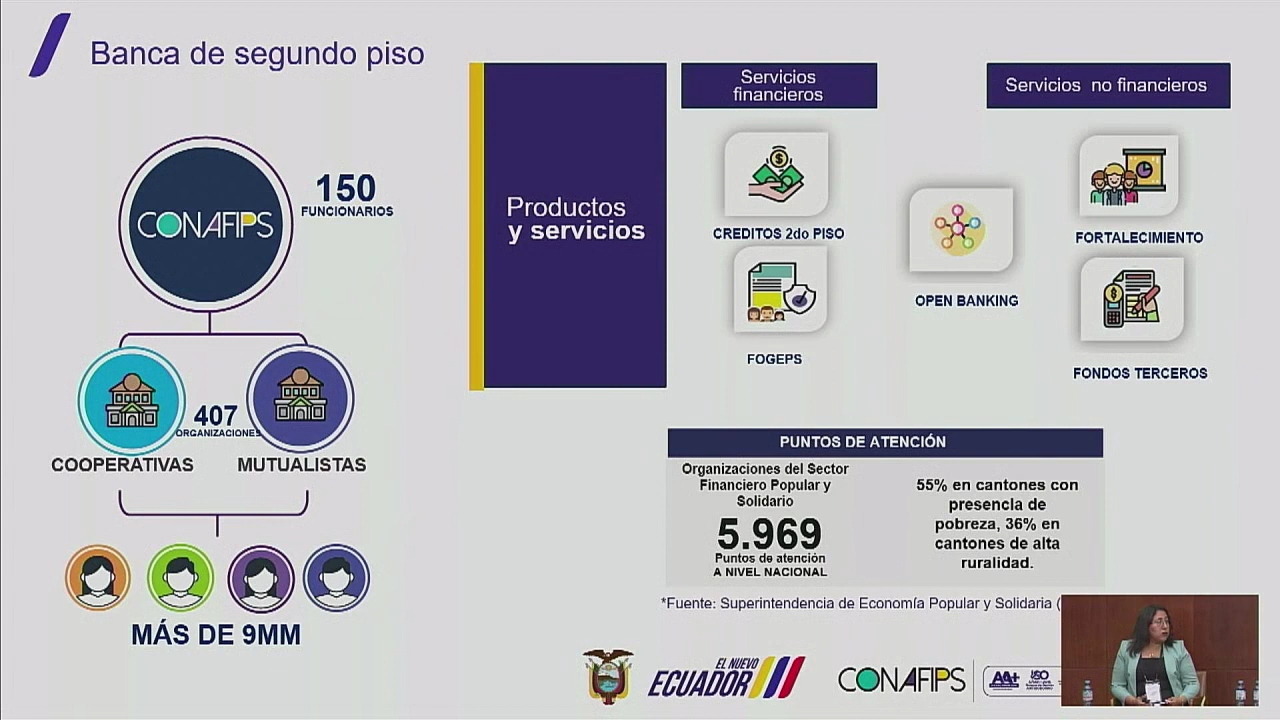 Banca de segundo piso
CONAFIPS
150
FUNCIONARIOS
407
ORGANIZACIONES
COOPERATIVAS
MUTUALISTAS
MÁS DE 9MM
Productos
y servicios
Servicios
financieros
CREDITOS 2do PISO
FOGEPS
OPEN BANKING
Servicios no financieros
FORTALECIMIENTO
FONDOS TERCEROS
PUNTOS DE ATENCIÓN
Organizaciones del Sector
Financiero Popular y
Solidario
5.969
Puntos de atención
A NIVEL NACIONAL
55% en cantones con
presencia de
pobreza, 36% en
cantones de alta
ruralidad.
*Fuente: Superintendencia de Economía Popular y Solidaria (
EL NUEVO
ECUADOR
CONAFIPS
AA+